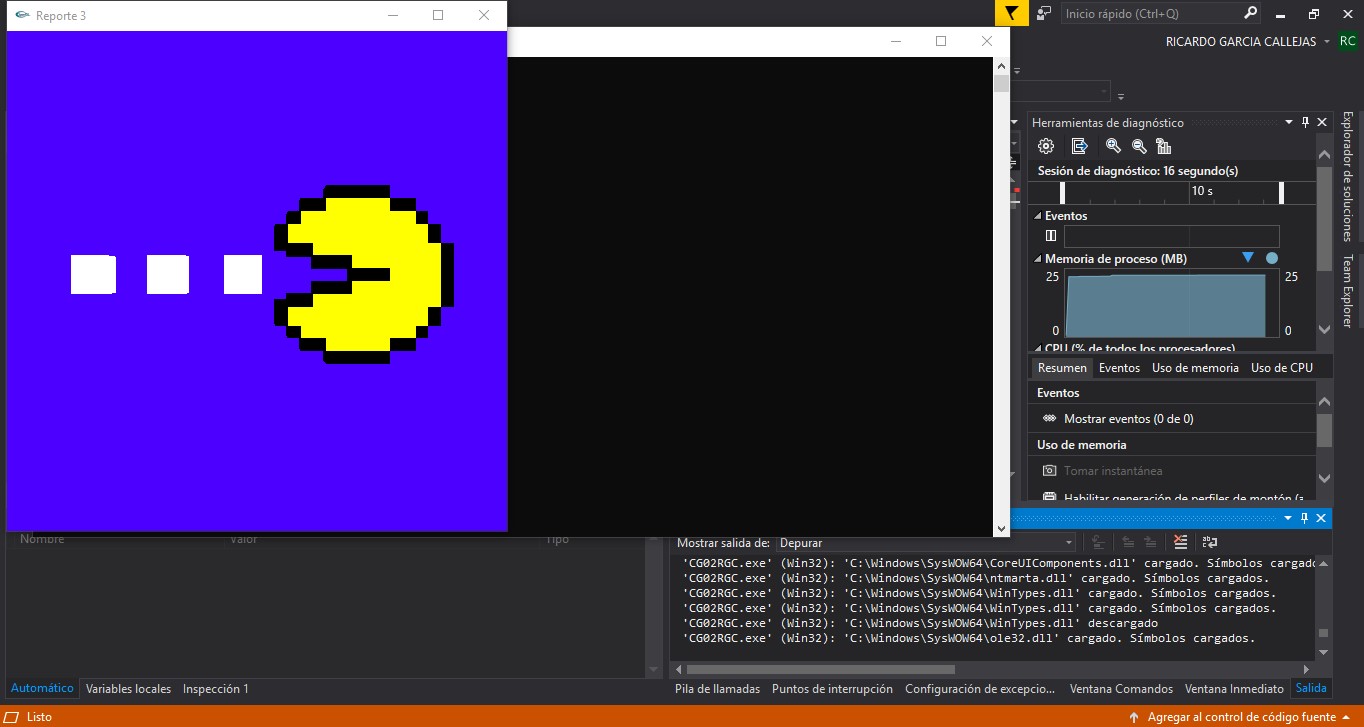 Reporte 3
Inicio rápido (Ctrl+Q)
RICARDO GARCIA CALLEJAS
RC
Herramientas de diagnóstico
Sesión de diagnóstico: 16 segundo(s)
10 s
Eventos
Memoria de proceso (MB)
25
25
0
0
CPU (% de todos los procesadores)
Resumen
Eventos
Uso de memoria
Uso de CPU
Eventos
Mostrar eventos (0 de 0)
Uso de memoria
Tomar instantánea
Habilitar generación de perfiles de montón (a
Explorador de soluciones
Team Explorer
Nombre
Valor
Tipo
Mostrar salida de:
Depurar
'CG02RGC.exe' (Win32): 'C:\Windows\SysWOW64\CoreUIComponents.dll' cargado. Símbolos cargado
'CG02RGC.exe' (Win32): 'C:\Windows\SysWOW64\ntmarta.dll' cargado. Símbolos cargados.
'CG02RGC.exe' (Win32): 'C:\Windows\SysWOW64\WinTypes.dll' cargado. Símbolos cargados.
'CG02RGC.exe' (Win32): 'C:\Windows\SysWOW64\WinTypes.dll' cargado. Símbolos cargados.
'CG02RGC.exe' (Win32): 'C:\Windows\SysWOW64\WinTypes.dll' descargado
'CG02RGC.exe' (Win32): 'C:\Windows\SysWOW64\ole32.dll' cargado. Símbolos cargados.
Automático
Variables locales
Inspección 1
Pila de llamadas
Puntos de interrupción
Configuración de excepcio...
Ventana Comandos
Ventana Inmediato
Salida
Listo
Agregar al control de código fuente